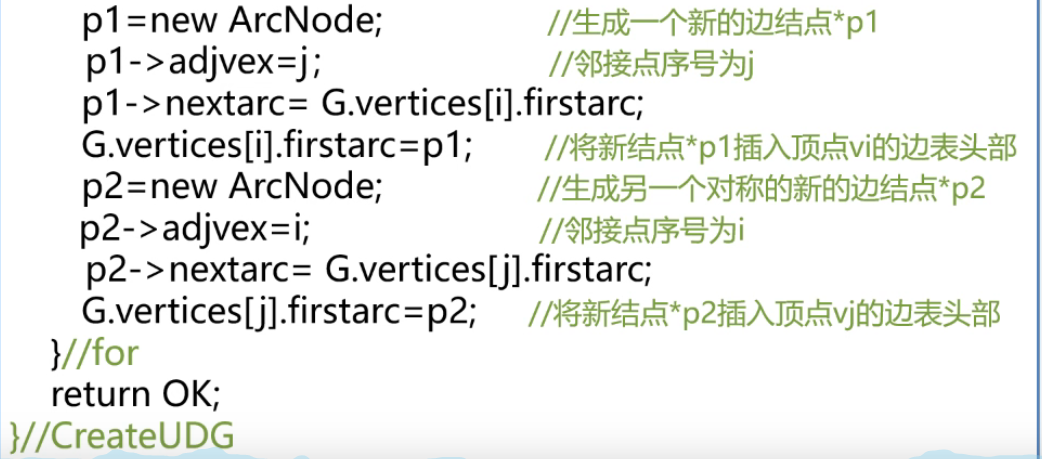 p1=new ArcNode; //生成一个新的边结点*p1
p1->adjvex=j; //邻接点序号为j
p1->nextarc= G.vertices[i].firstarc;
G.vertices[i].firstarc=p1; //将新结点*p1插入顶点vi的边表头部
p2=new ArcNode; //生成另一个对称的新的边结点*p2
p2->adjvex=i; //邻接点序号为i
p2->nextarc= G.vertices[j].firstarc;
G.vertices[j].firstarc=p2; //将新结点*p2插入顶点vj的边表头部
}//for
return OK;
}//CreateUDG